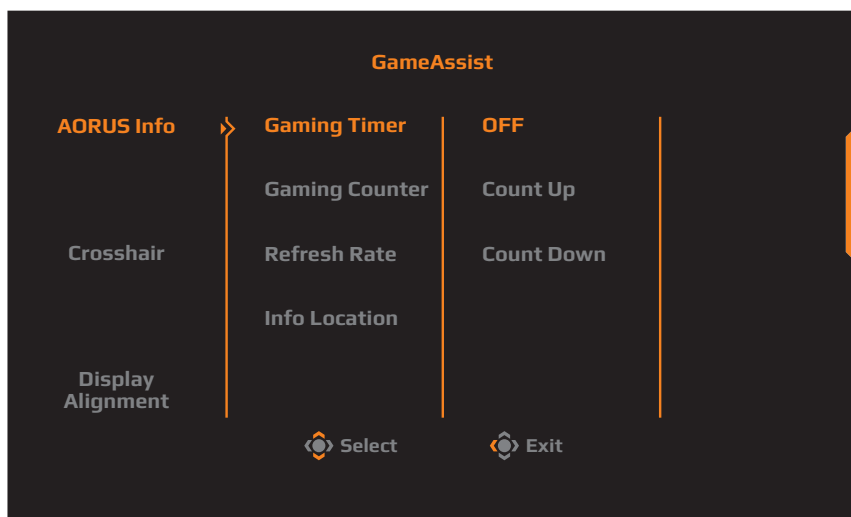 GameAssist
AORUS Info
Gaming Timer
OFF
Gaming Counter
Count Up
Crosshair
Refresh Rate
Count Down
Info Location
Display
Alignment
Select
Exit